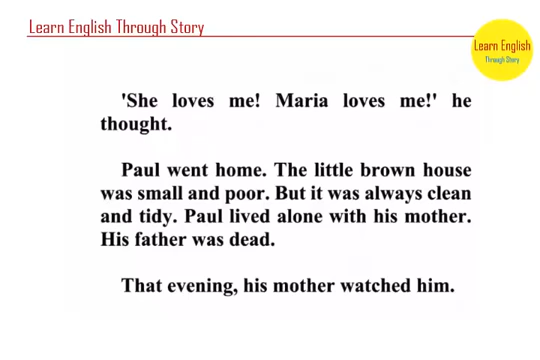 Learn English Through Story
Learn English
Through Story
'She loves me! Maria loves me!' he
thought.
Paul went home. The little brown house
was small and poor. But it was always clean
and tidy. Paul lived alone with his mother.
His father was dead.
That evening, his mother watched him.